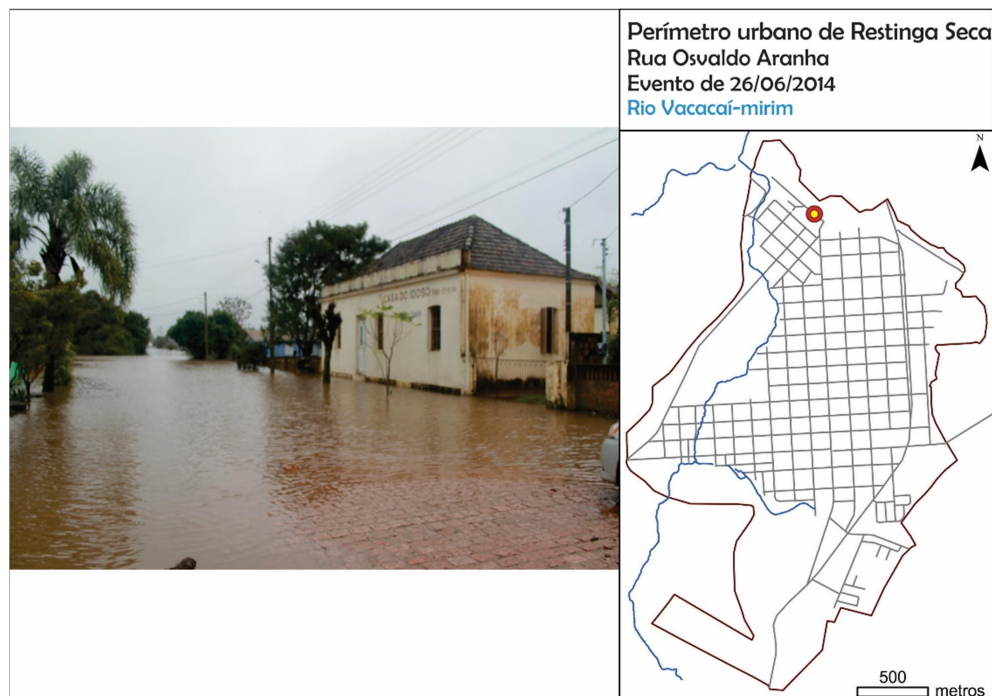 Perímetro urbano de Restinga Seca
Rua Osvaldo Aranha
Evento de 26/06/2014
Rio Vacacaí-mirim
CASA DO IDOSO
N
500
metros